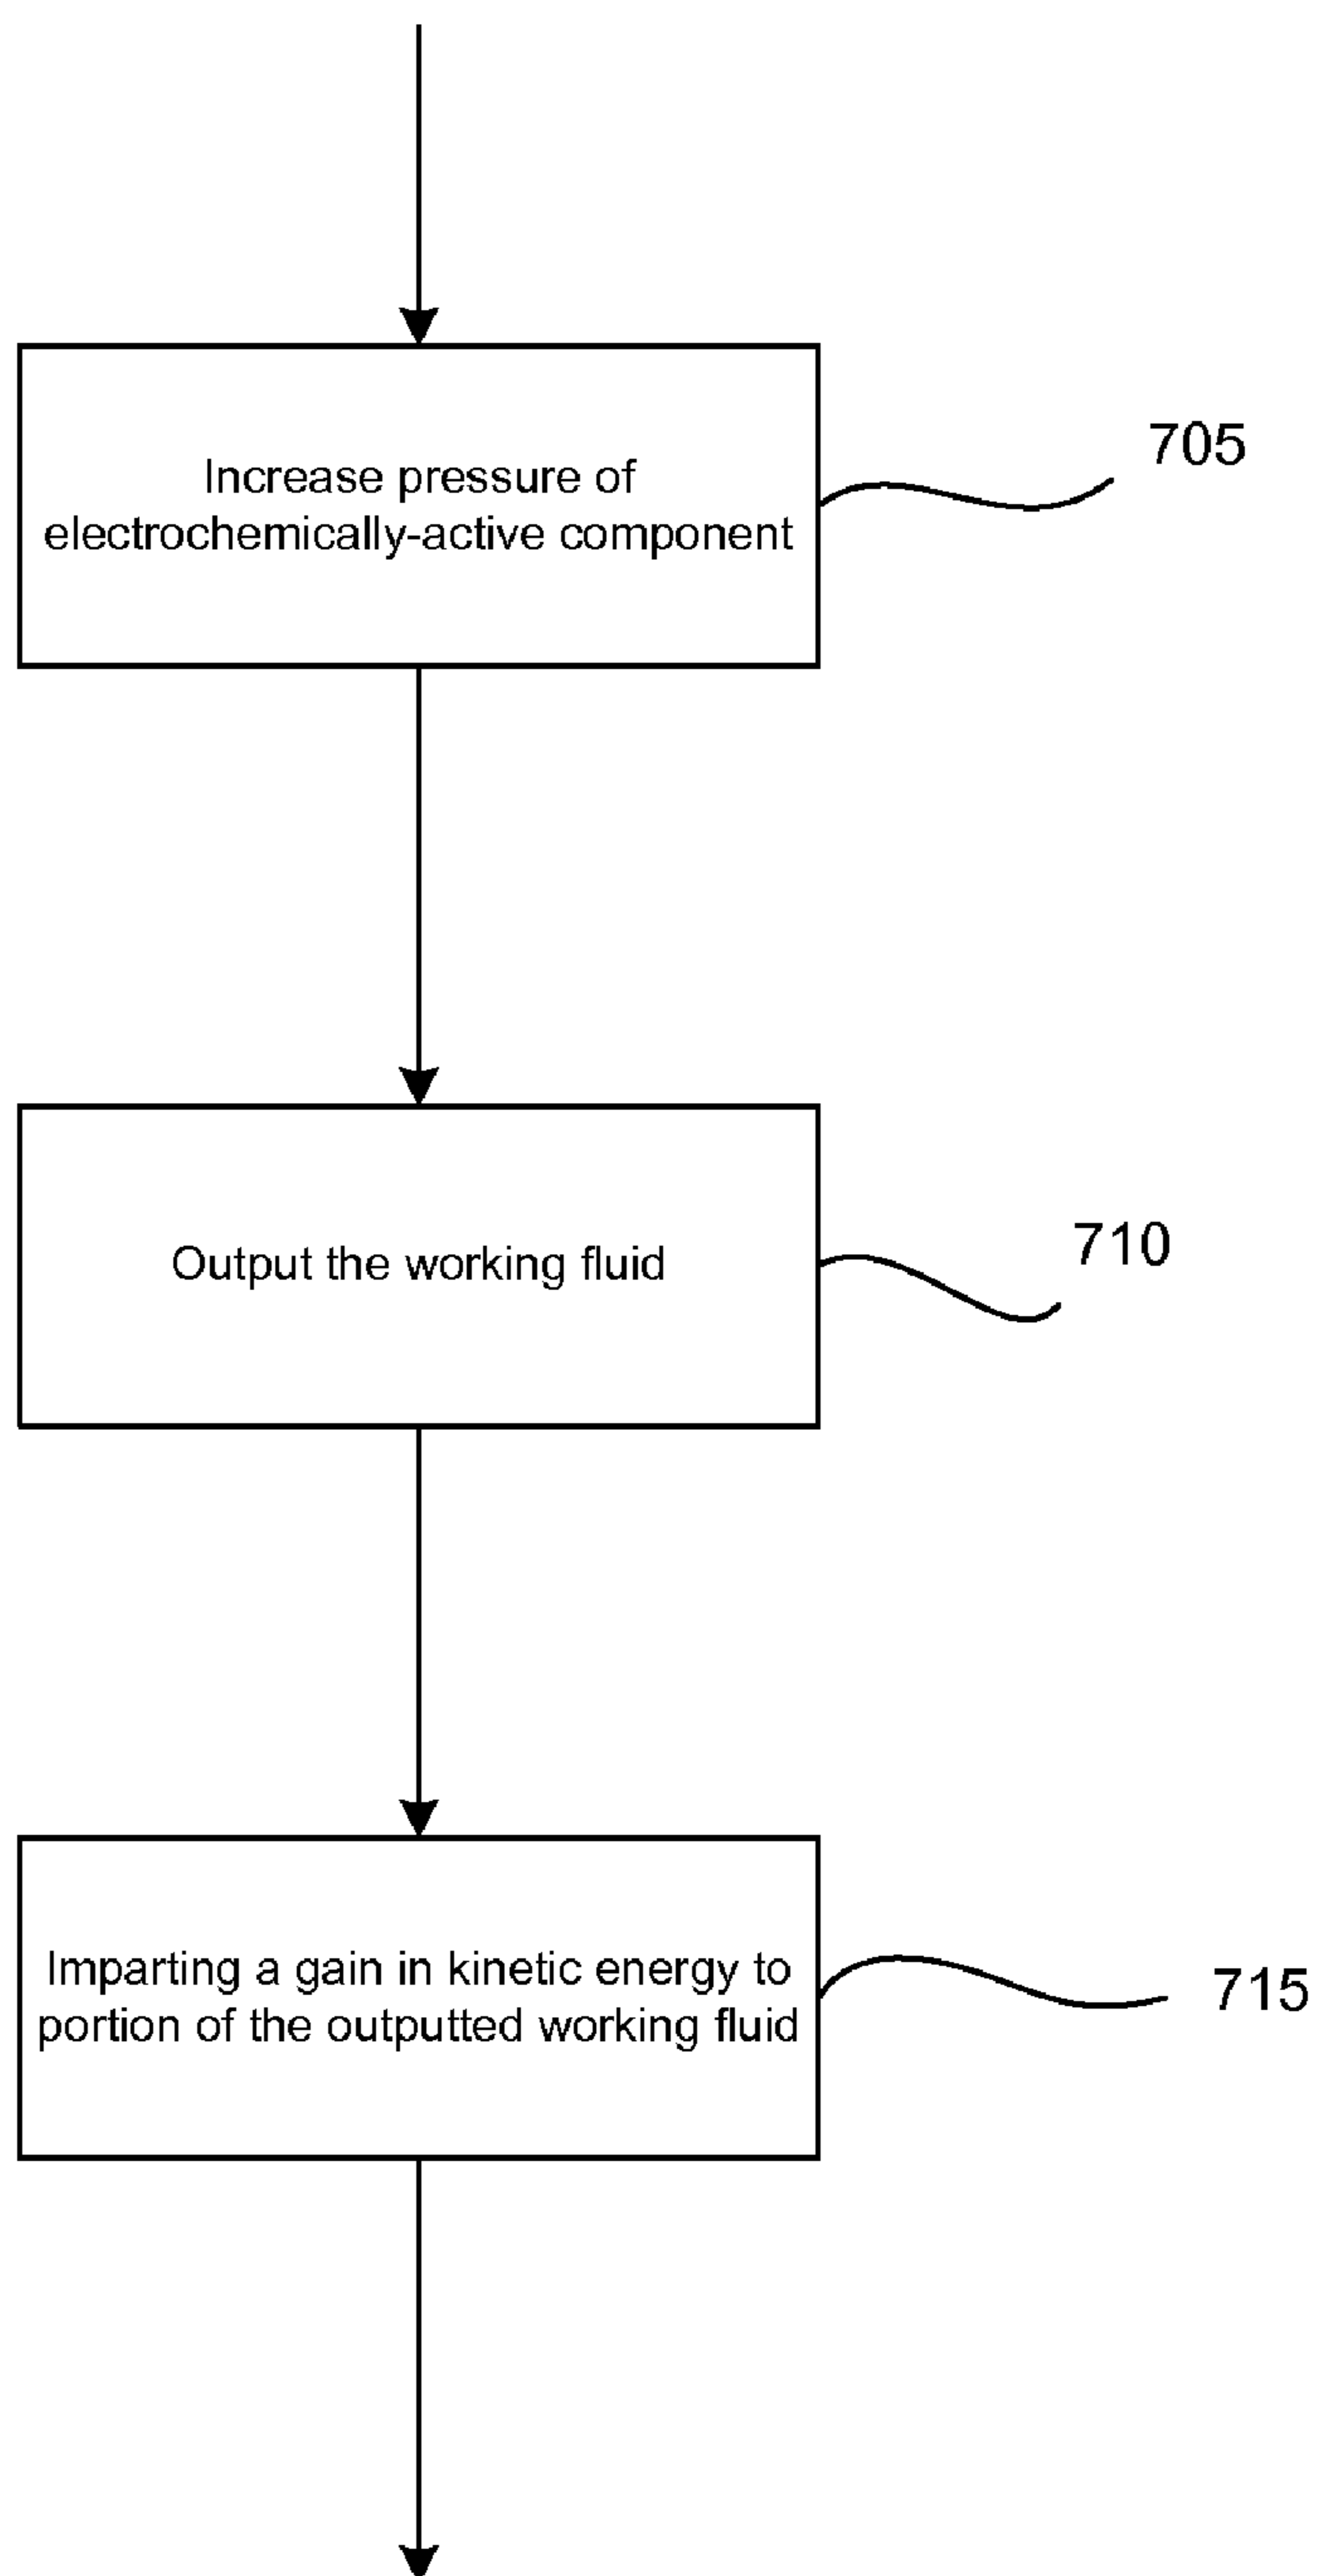 Increase pressure of
electrochemically-active component
705
Output the working fluid
710
Imparting a gain in kinetic energy to
portion of the outputted working fluid
715